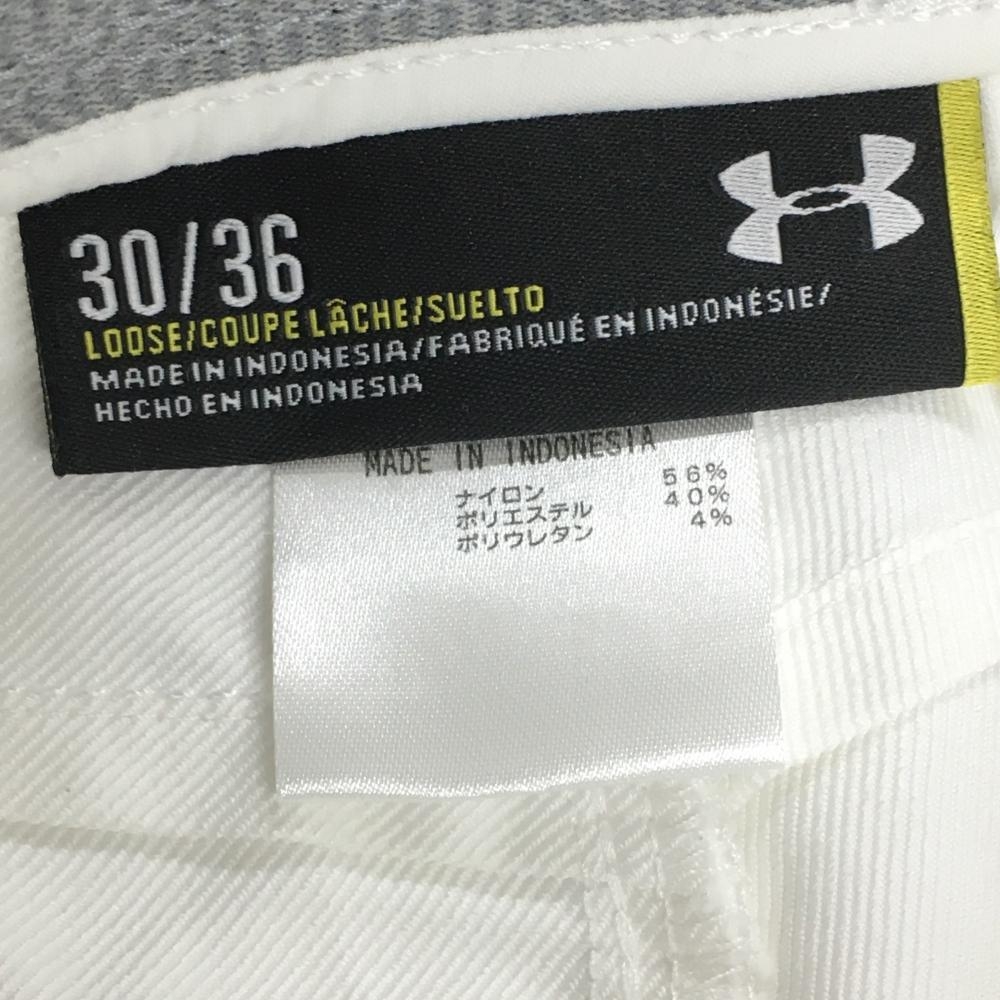 30/36
LOOSE/COUPE LÂCHE/SUELTO
MADE IN INDONESIA/FABRIQUÉ EN INDONÉSIE/
HECHO EN INDONESIA
MADE IN INDONESIA
ナイロン 56%
ポリエステル 40%
ポリウレタン 4%